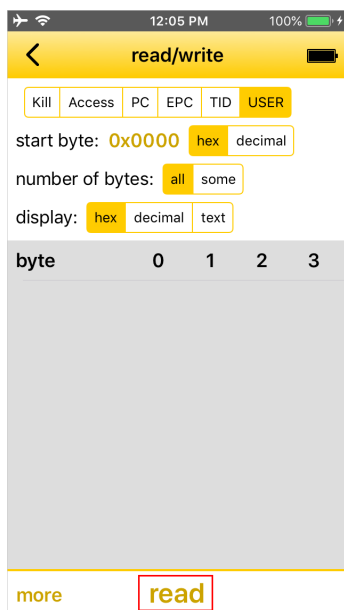 12:05 PM 100%
read/write
Kill Access PC EPC TID USER
start byte: 0x0000 hex decimal
number of bytes: all some
display: hex decimal text
byte 0 1 2 3
more read